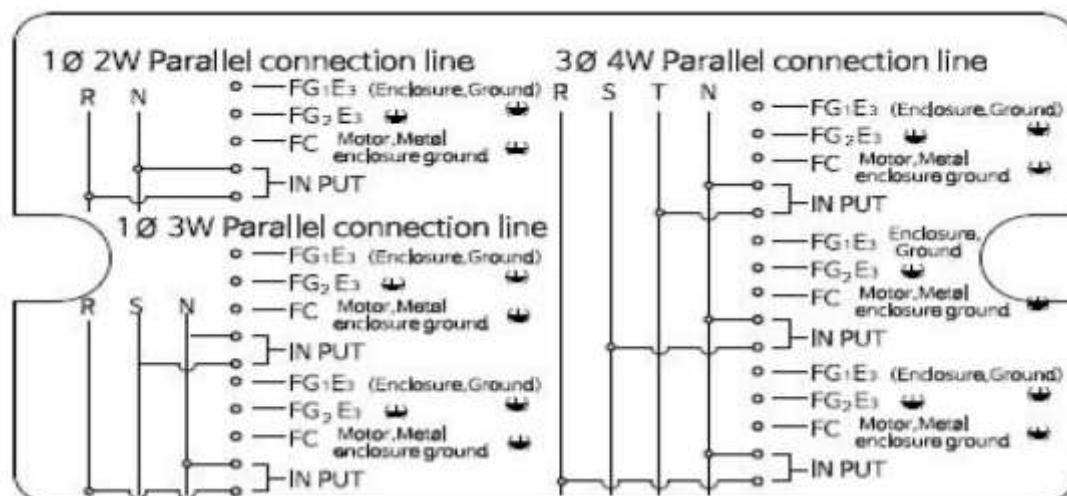 1Ø 2W Parallel connection line
R N
FG₁E₃ (Enclosure,Ground)
FG₂E₃
FC Motor,Metal
enclosure ground
IN PUT
1Ø 3W Parallel connection line
R S N
FG₁E₃ (Enclosure,Ground)
FG₂E₃
FC Motor,Metal
enclosure ground
IN PUT
FG₁E₃ (Enclosure,Ground)
FG₂E₃
FC Motor,Metal
enclosure ground
IN PUT
3Ø 4W Parallel connection line
R S T N
FG₁E₃ (Enclosure,Ground)
FG₂E₃
FC Motor,Metal
enclosure ground
IN PUT
FG₁E₃ Enclosure,
Ground
FG₂E₃
FC Motor,Metal
enclosure ground
IN PUT
FG₁E₃ (Enclosure,Ground)
FG₂E₃
FC Motor,Metal
enclosure ground
IN PUT